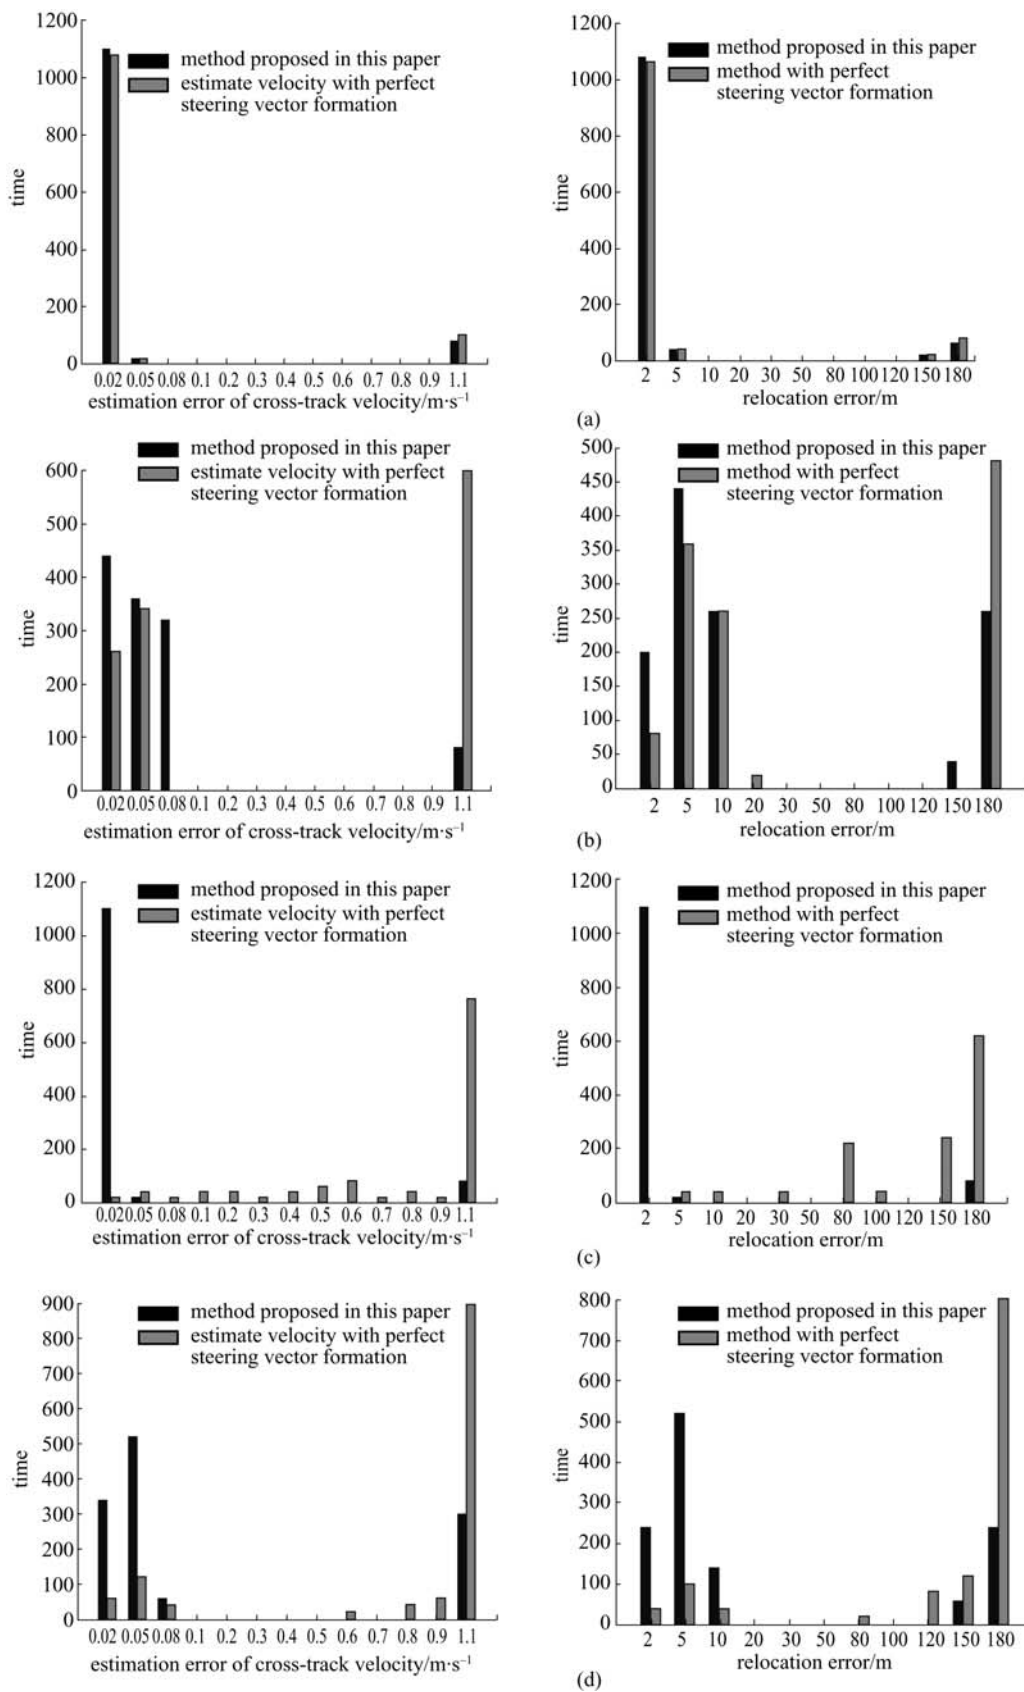 1200
1000
800
600
400
200
0
time
method proposed in this paper
estimate velocity with perfect
steering vector formation
0.02 0.05 0.08 0.1 0.2 0.3 0.4 0.5 0.6 0.7 0.8 0.9 1.1
estimation error of cross-track velocity/m·s⁻¹
1200
1000
800
600
400
200
0
time
method proposed in this paper
method with perfect
steering vector formation
2 5 10 20 30 50 80 100 120 150 180
relocation error/m
(a)
600
500
400
300
200
100
0
time
method proposed in this paper
estimate velocity with perfect
steering vector formation
0.02 0.05 0.08 0.1 0.2 0.3 0.4 0.5 0.6 0.7 0.8 0.9 1.1
estimation error of cross-track velocity/m·s⁻¹
500
450
400
350
300
250
200
150
100
50
0
time
method proposed in this paper
method with perfect
steering vector formation
2 5 10 20 30 50 80 100 120 150 180
relocation error/m
(b)
1200
1000
800
600
400
200
0
time
method proposed in this paper
estimate velocity with perfect
steering vector formation
0.02 0.05 0.08 0.1 0.2 0.3 0.4 0.5 0.6 0.7 0.8 0.9 1.1
estimation error of cross-track velocity/m·s⁻¹
1200
1000
800
600
400
200
0
time
method proposed in this paper
method with perfect
steering vector formation
2 5 10 20 30 50 80 100 120 150 180
relocation error/m
(c)
900
800
700
600
500
400
300
200
100
0
time
method proposed in this paper
estimate velocity with perfect
steering vector formation
0.02 0.05 0.08 0.1 0.2 0.3 0.4 0.5 0.6 0.7 0.8 0.9 1.1
estimation error of cross-track velocity/m·s⁻¹
800
700
600
500
400
300
200
100
0
time
method proposed in this paper
method with perfect
steering vector formation
2 5 10 20 30 50 80 100 120 150 180
relocation error/m
(d)